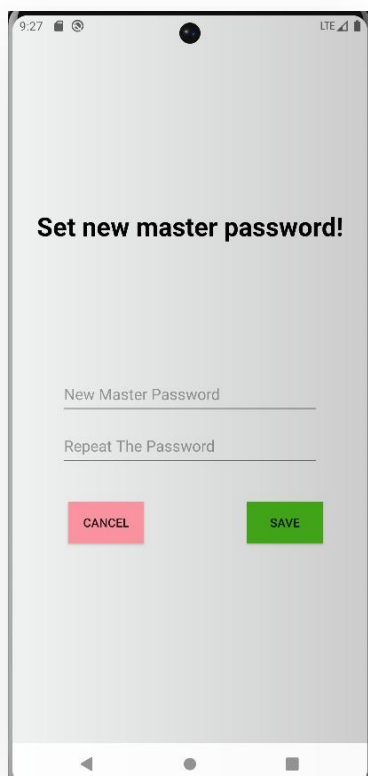 9:27
LTE
Set new master password!
New Master Password
Repeat The Password
CANCEL
SAVE